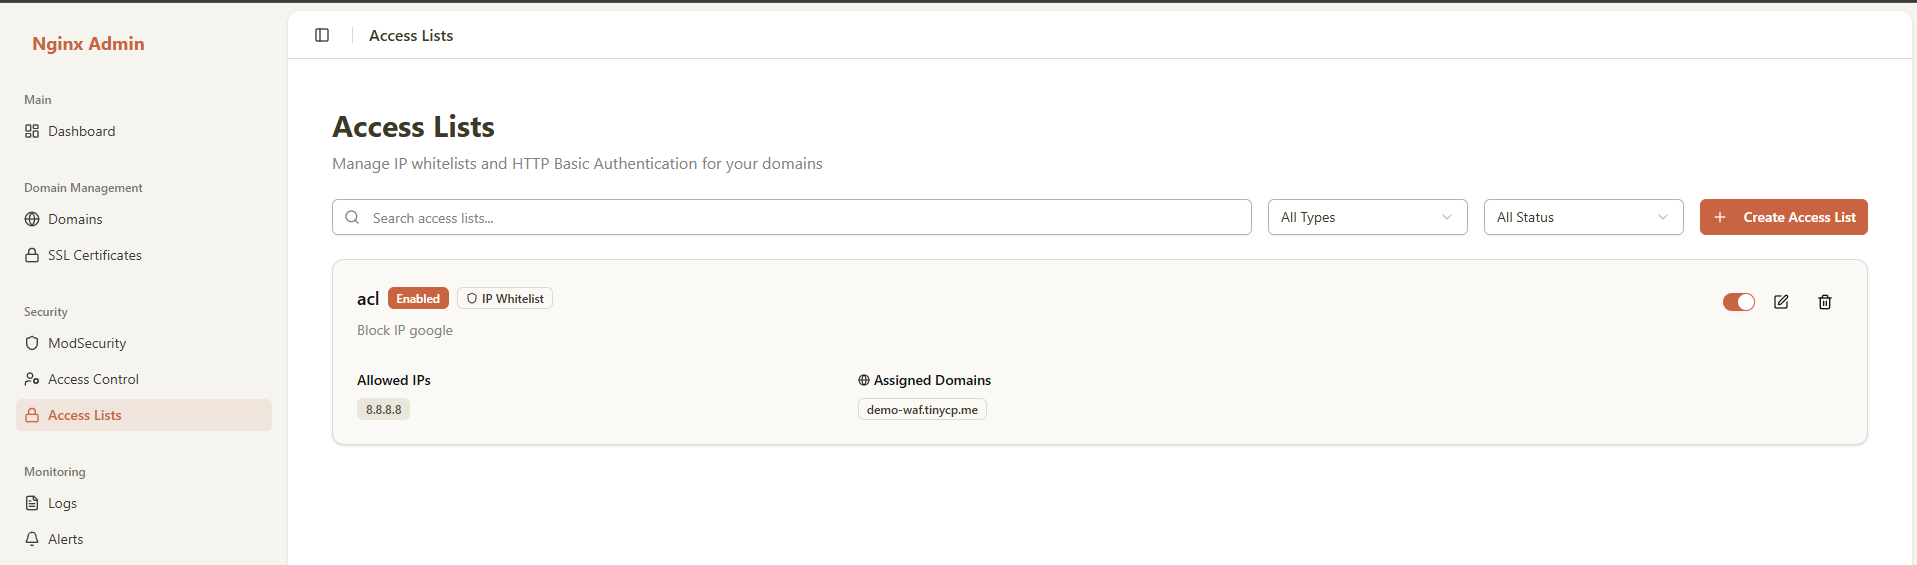 Nginx Admin
Main
Dashboard
Domain Management
Domains
SSL Certificates
Security
ModSecurity
Access Control
Access Lists
Monitoring
Logs
Alerts
Access Lists
Access Lists
Manage IP whitelists and HTTP Basic Authentication for your domains
Search access lists...
All Types
All Status
Create Access List
acl Enabled IP Whitelist
Block IP google
Allowed IPs
8.8.8.8
Assigned Domains
demo-waf.tinycp.me